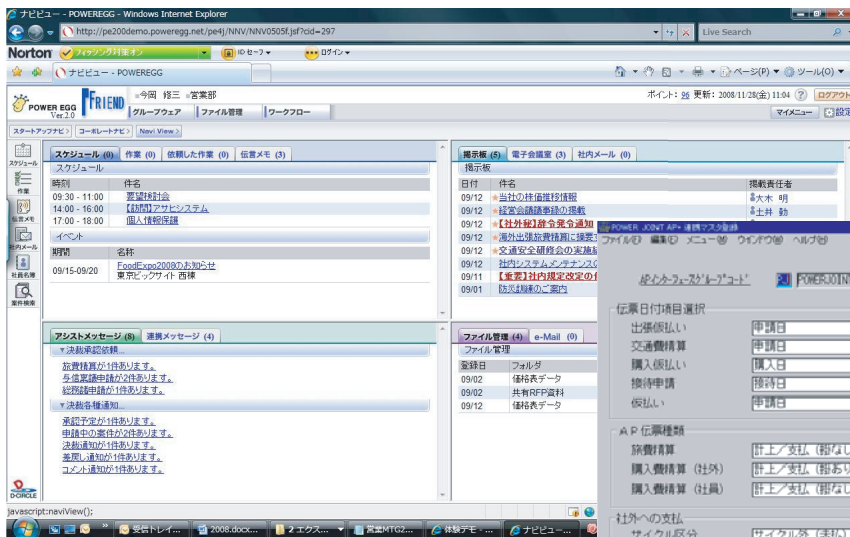 ナビビュー - POWEREGG - Windows Internet Explorer
http://pe200demo.poweregg.net/pe4j/NNV/NNV0505f.jsf?cid=297
Live Search
Norton フィッシング対策オン ID セーフ ログイン
ナビビュー - POWEREGG
ページ(P) ツール(O)
POWER EGG Ver.2.0 FRIEND
今岡 修三 営業部
ポイント: 96 更新: 2008/11/28(金) 11:04 ログアウト
グループウェア ファイル管理 ワークフロー
マイメニュー 設定
スタートアップナビ コーポレートナビ Navi View
スケジュール
作業
伝言メモ
社内メール
社員名簿
案件検索
D-CIRCLE
スケジュール (0) 作業 (0) 依頼した作業 (0) 伝言メモ (3)
スケジュール
時刻 件名
09:30 - 11:00 要望検討会
14:00 - 16:00 【訪問】アサヒシステム
17:00 - 18:00 個人情報保護
イベント
期間 名称
09/15-09/20 FoodExpo2008のお知らせ
東京ビックサイト 西棟
掲示板 (5) 電子会議室 (3) 社内メール (0)
掲示板
日付 件名 掲載責任者
09/12 当社の株価推移情報 大木 明
09/12 経営会議議事録の掲載 土井 勤
09/12 【社外秘】辞令発令通知
09/12 海外出張旅費精算に摘要
09/12 交通安全研修会の実施
09/12 社内システムメンテナンスの
09/11 【重要】社内規定改定の
09/01 防災訓練のご案内
アシストメッセージ (8) 連携メッセージ (4)
決裁承認依頼...
旅費精算が1件あります。
与信稟議申請が2件あります。
総務諸申請が1件あります。
決裁各種通知...
承認予定が1件あります。
申請中の案件が2件あります。
決裁通知が1件あります。
差戻し通知が1件あります。
コメント通知が1件あります。
ファイル管理 (4) e-Mail (0)
ファイル管理
登録日 フォルダ
09/02 価格表データ
09/02 共有RFP資料
09/12 価格表データ
POWER JOINT AP* 連携マスタ登録
ファイル(F) 編集(E) メニュー(M) ウインドウ(W) ヘルプ(H)
APインターフェースグループコード POWERJOIN
伝票日付項目選択
出張仮払い 申請日
交通費精算 申請日
購入仮払い 購入日
接待申請 接待日
仮払い 申請日
AP伝票種類
旅費精算 計上/支払 (掛なし
購入費精算 (社外) 計上/支払 (掛あり
購入費精算 (社員) 計上/支払 (掛なし
社外への支払
サイクル区分 サイクル外 (未払)
javascript:naviView();
受信トレイ... 2008.docx... 2 エクス... 営業MTG2... 体験デモ - ... ナビビュー...